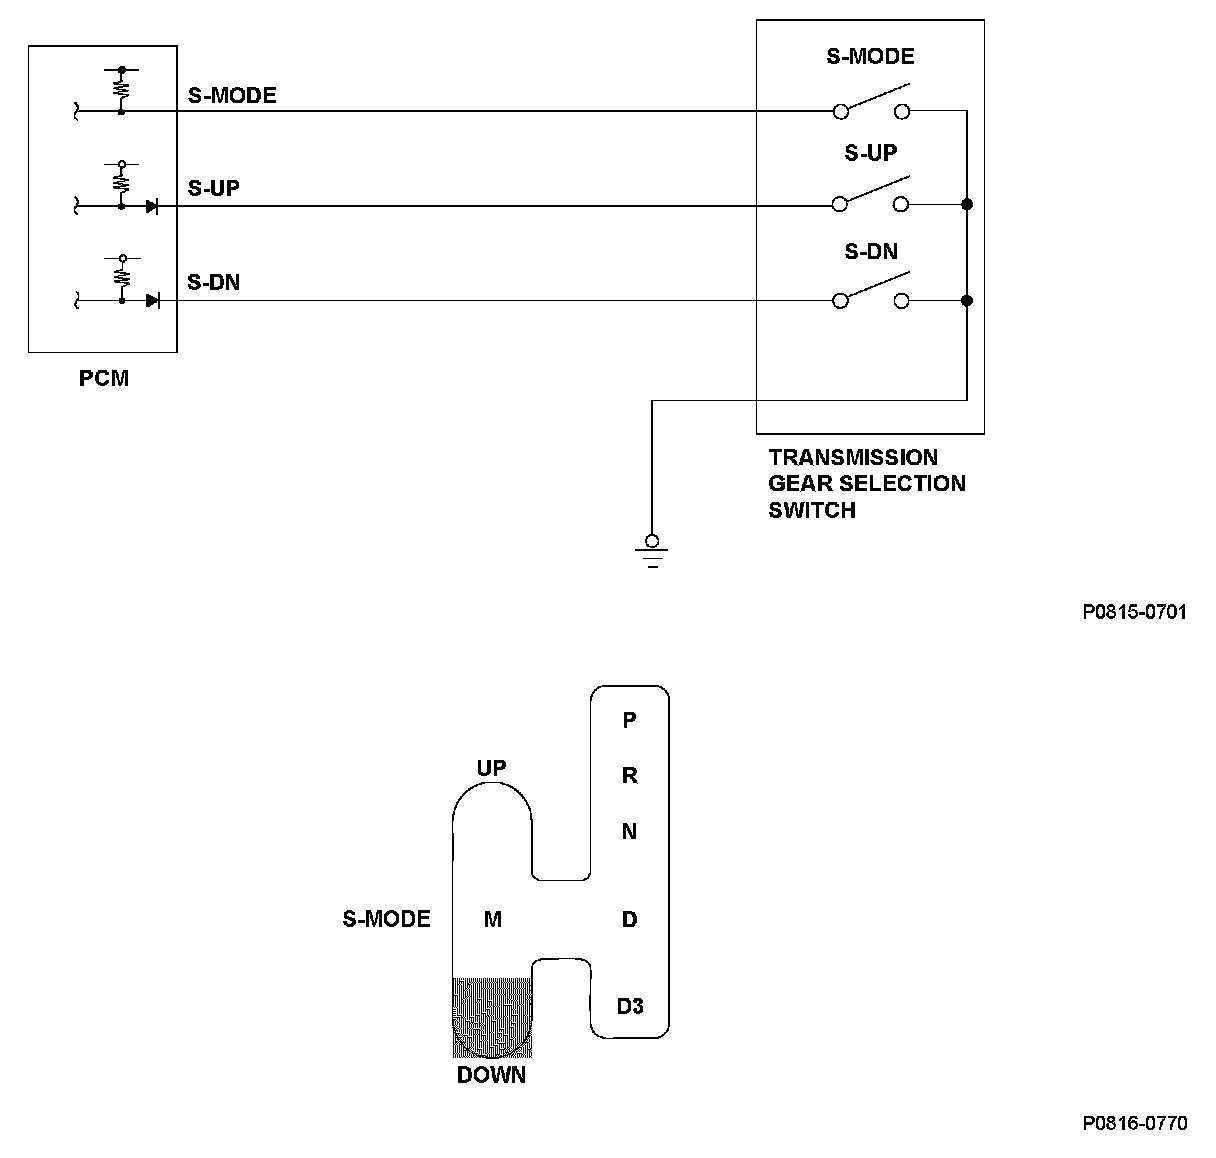 S-MODE
S-MODE
S-UP
S-UP
S-DN
S-DN
PCM
TRANSMISSION
GEAR SELECTION
SWITCH
P0815-0701
P
UP
R
N
S-MODE
M
D
D3
DOWN
P0816-0770